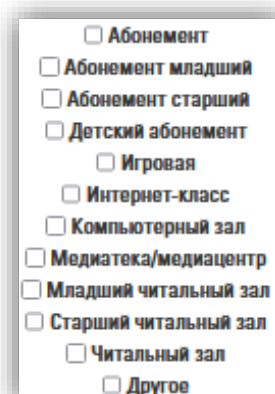 Абонемент
Абонемент младший
Абонемент старший
Детский абонемент
Игровая
Интернет-класс
Компьютерный зал
Медиатека/медиацентр
Младший читальный зал
Старший читальный зал
Читальный зал
Другое